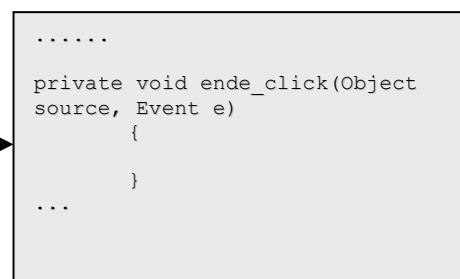 ......
private void ende_click(Object
source, Event e)
{
}
...